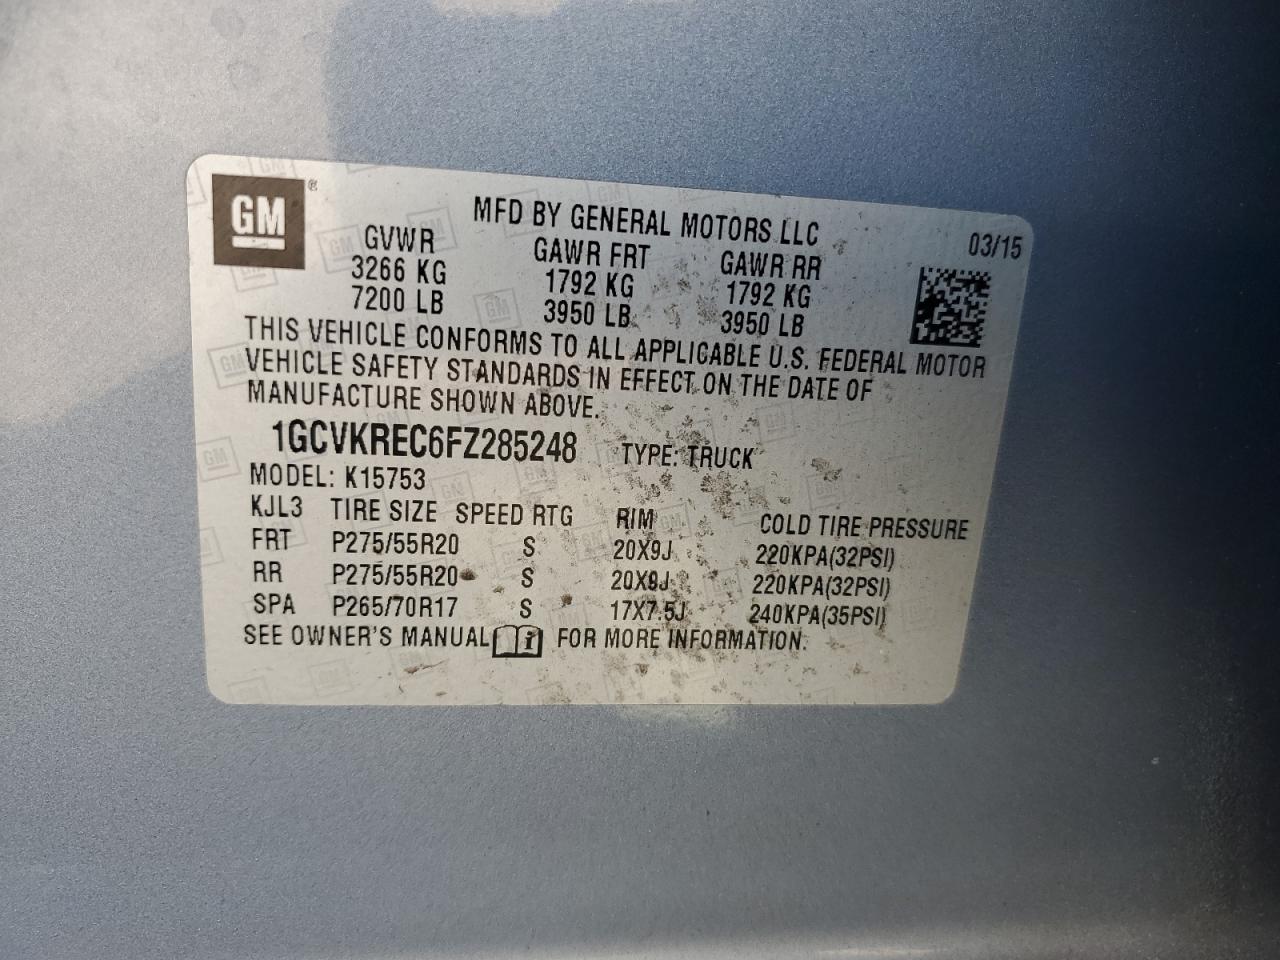 GM ®
MFD BY GENERAL MOTORS LLC
03/15
GVWR GAWR FRT GAWR RR
3266 KG 1792 KG 1792 KG
7200 LB 3950 LB 3950 LB
THIS VEHICLE CONFORMS TO ALL APPLICABLE U.S. FEDERAL MOTOR
VEHICLE SAFETY STANDARDS IN EFFECT ON THE DATE OF
MANUFACTURE SHOWN ABOVE.
1GCVKREC6FZ285248 TYPE: TRUCK
MODEL: K15753
KJL3 TIRE SIZE SPEED RTG RIM COLD TIRE PRESSURE
FRT P275/55R20 S 20X9J 220KPA(32PSI)
RR P275/55R20 S 20X9J 220KPA(32PSI)
SPA P265/70R17 S 17X7.5J 240KPA(35PSI)
SEE OWNER'S MANUAL i FOR MORE INFORMATION.